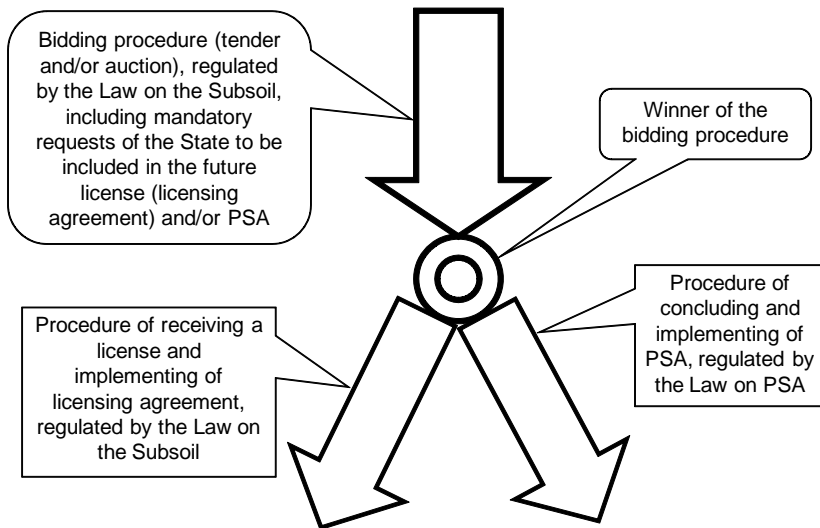 Bidding procedure (tender
and/or auction), regulated
by the Law on the Subsoil,
including mandatory
requests of the State to be
included in the future
license (licensing
agreement) and/or PSA
Winner of the
bidding procedure
Procedure of receiving a
license and
implementing of
licensing agreement,
regulated by the Law on
the Subsoil
Procedure of
concluding and
implementing of
PSA, regulated by
the Law on PSA